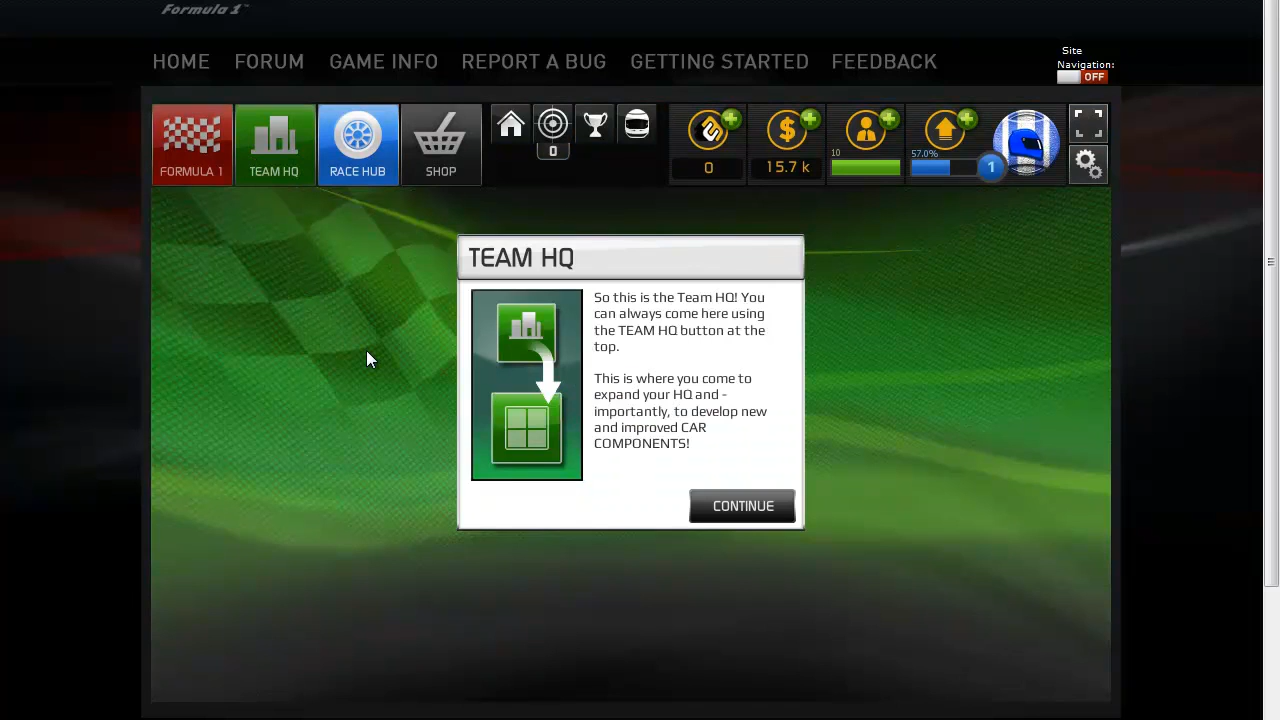 Formula 1™
HOME FORUM GAME INFO REPORT A BUG GETTING STARTED FEEDBACK
Site
Navigation:
OFF
FORMULA 1 TEAM HQ RACE HUB SHOP
0
0
15.7 k
10
57.0%
1
TEAM HQ
So this is the Team HQ! You
can always come here using
the TEAM HQ button at the
top.
This is where you come to
expand your HQ and -
importantly, to develop new
and improved CAR
COMPONENTS!
CONTINUE